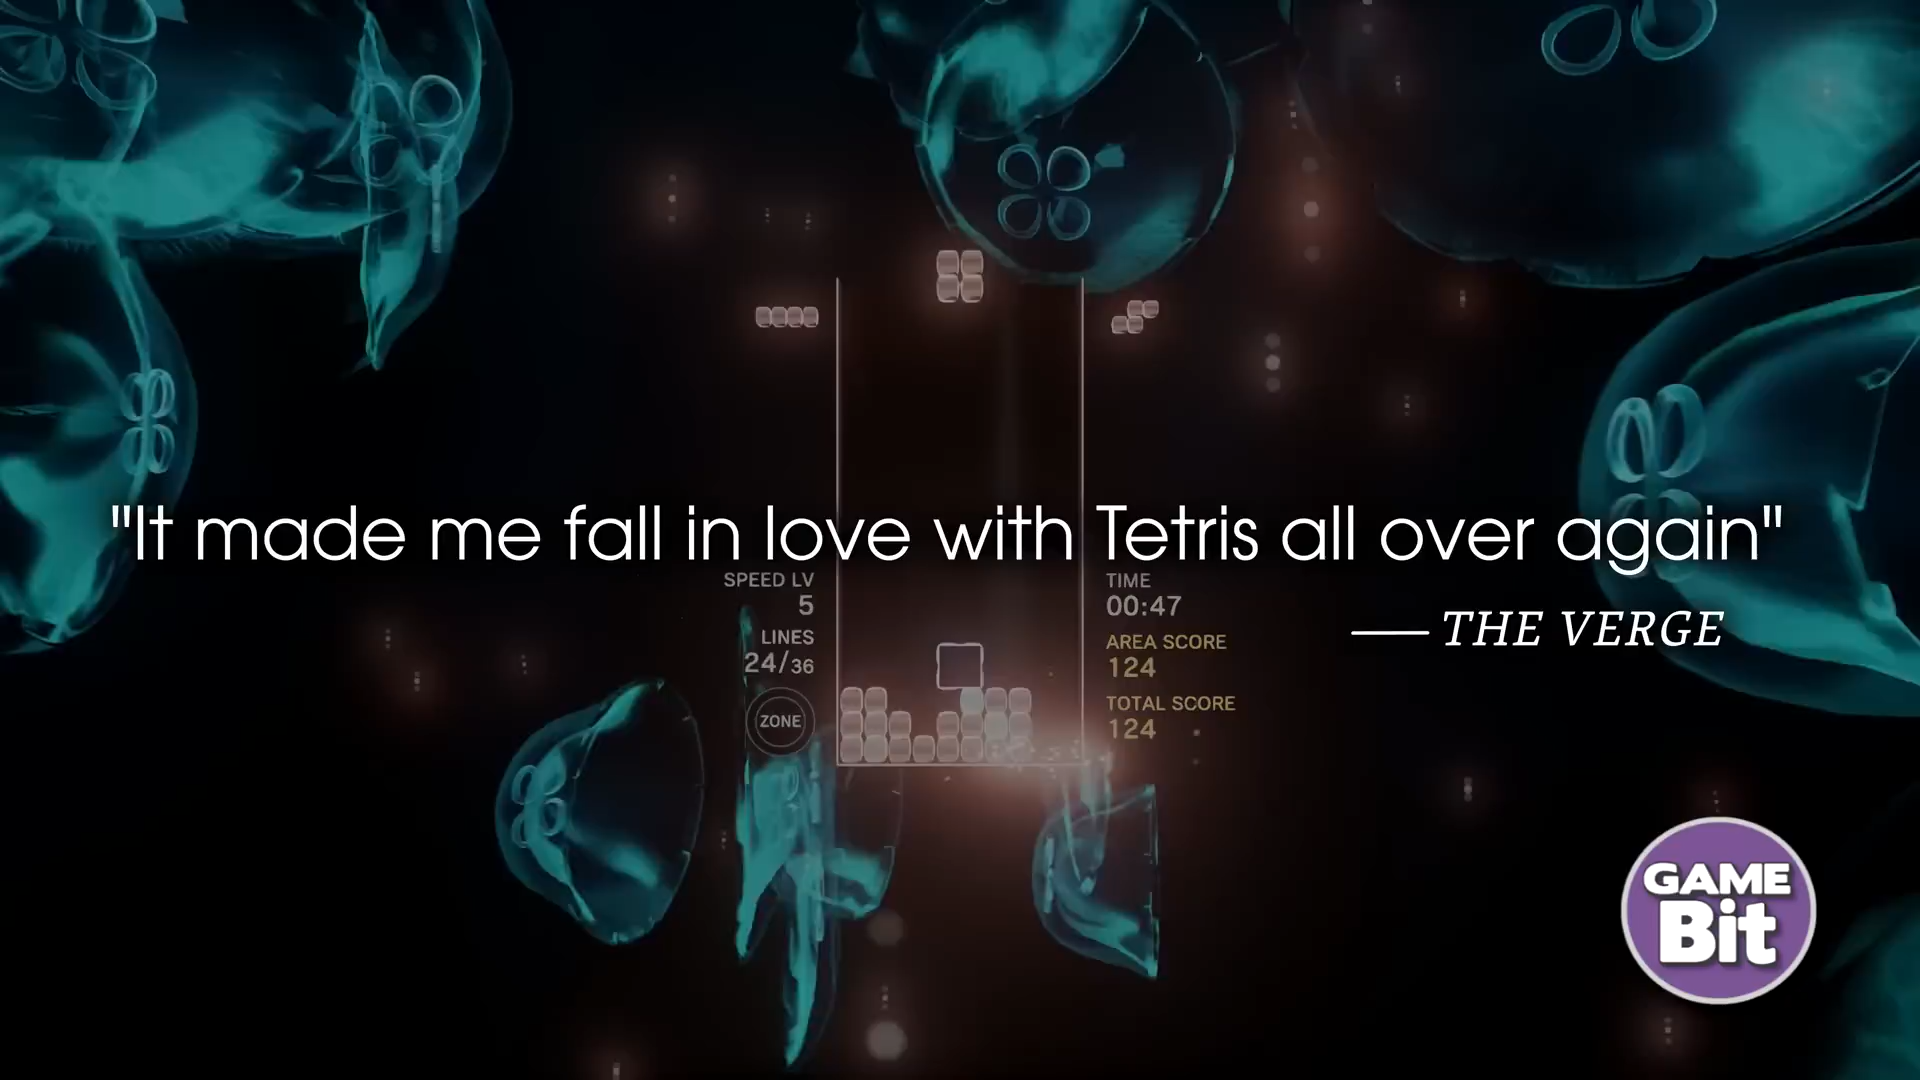 "It made me fall in love with Tetris all over again"
— THE VERGE
SPEED LV
5
LINES
24/36
ZONE
TIME
00:47
AREA SCORE
124
TOTAL SCORE
124
GAME
Bit